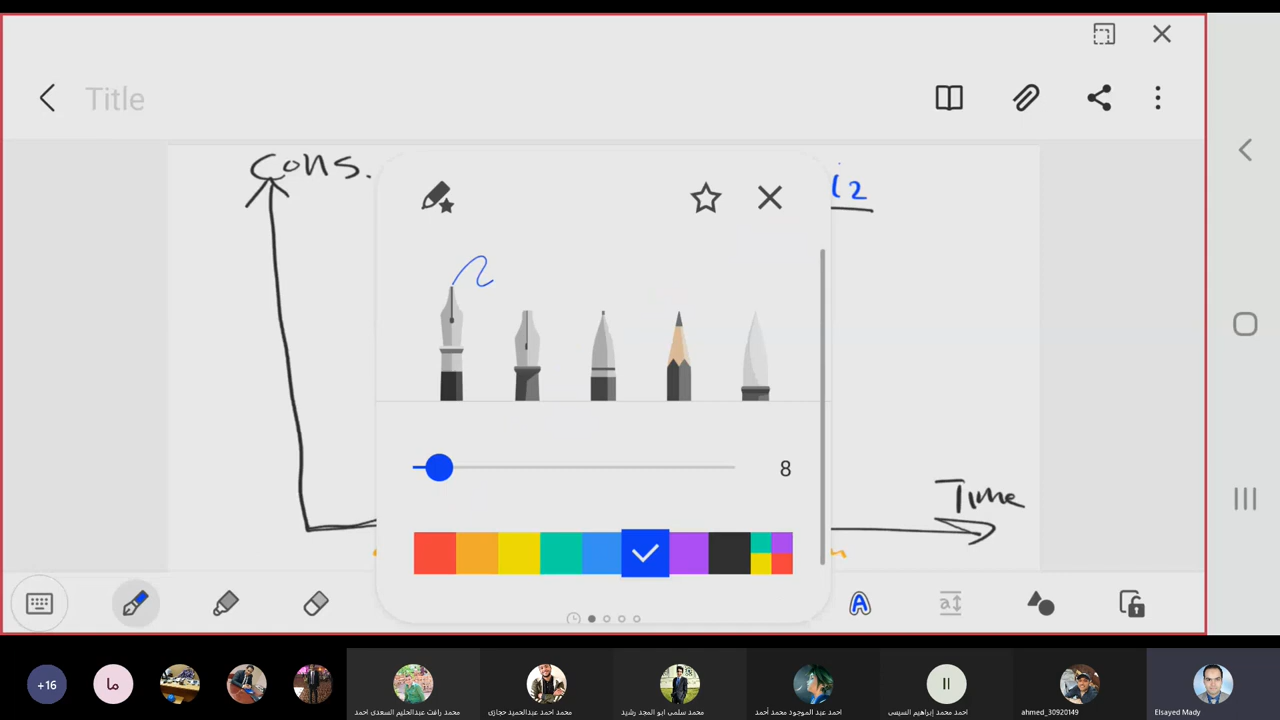 Title
Cons.
iz
8
Time
A
a
+16
ما
محمد رافت عبدالحليم السعدى احمد
محمد احمد عبدالحميد حجازى
محمد سلمى ابو المجد رشيد
احمد عبد الموجود محمد أحمد
احمد محمد إبراهيم السيسى
ahmed_30920149
Elsayed Mady